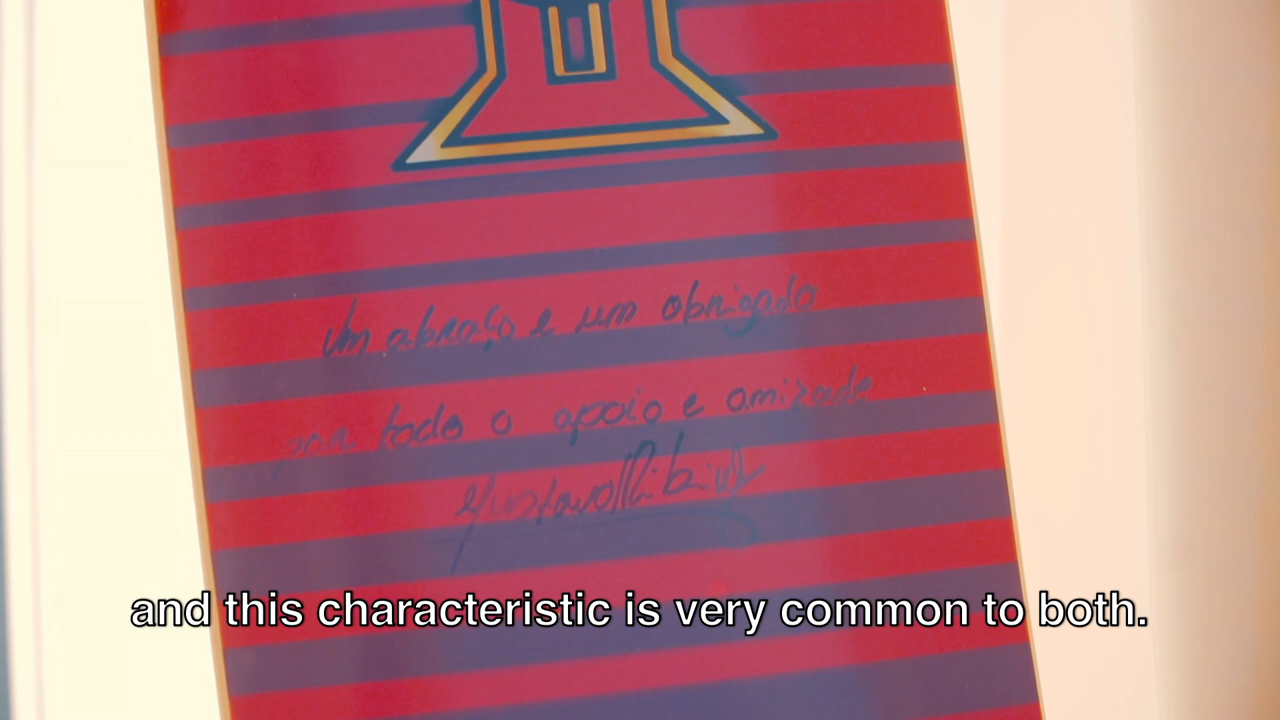 Um abraço e um obrigado
por todo o apoio e amizade
and this characteristic is very common to both.